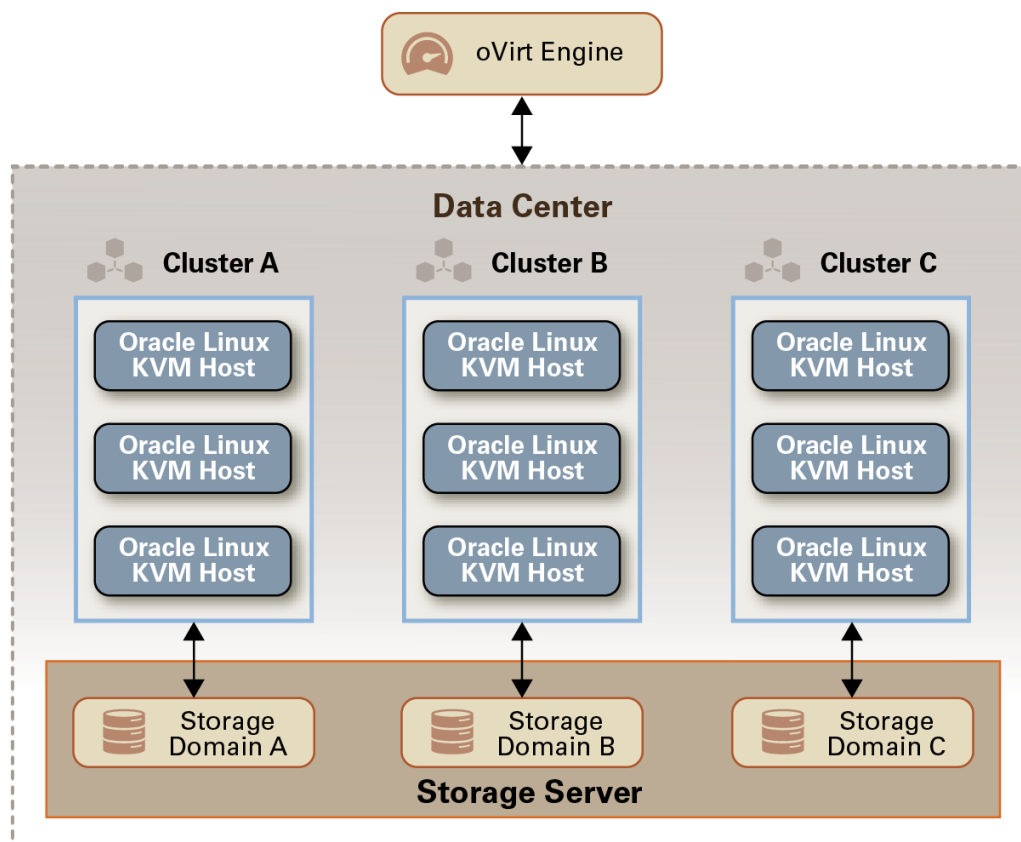 oVirt Engine
Data Center
Cluster A
Cluster B
Cluster C
Oracle Linux
KVM Host
Oracle Linux
KVM Host
Oracle Linux
KVM Host
Oracle Linux
KVM Host
Oracle Linux
KVM Host
Oracle Linux
KVM Host
Oracle Linux
KVM Host
Oracle Linux
KVM Host
Oracle Linux
KVM Host
Storage
Domain A
Storage
Domain B
Storage
Domain C
Storage Server